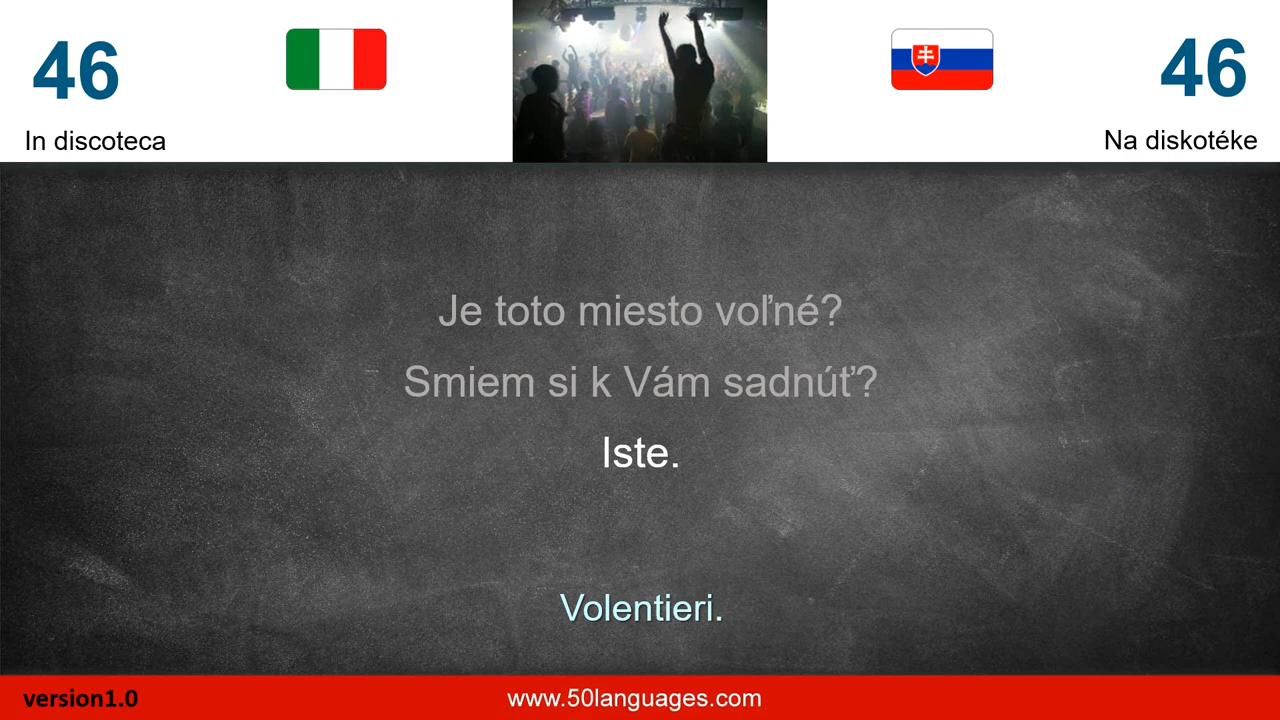 46
46
In discoteca
Na diskotéke
Je toto miesto voľné?
Smiem si k Vám sadnúť?
Iste.
Volentieri.
version1.0
www.50languages.com